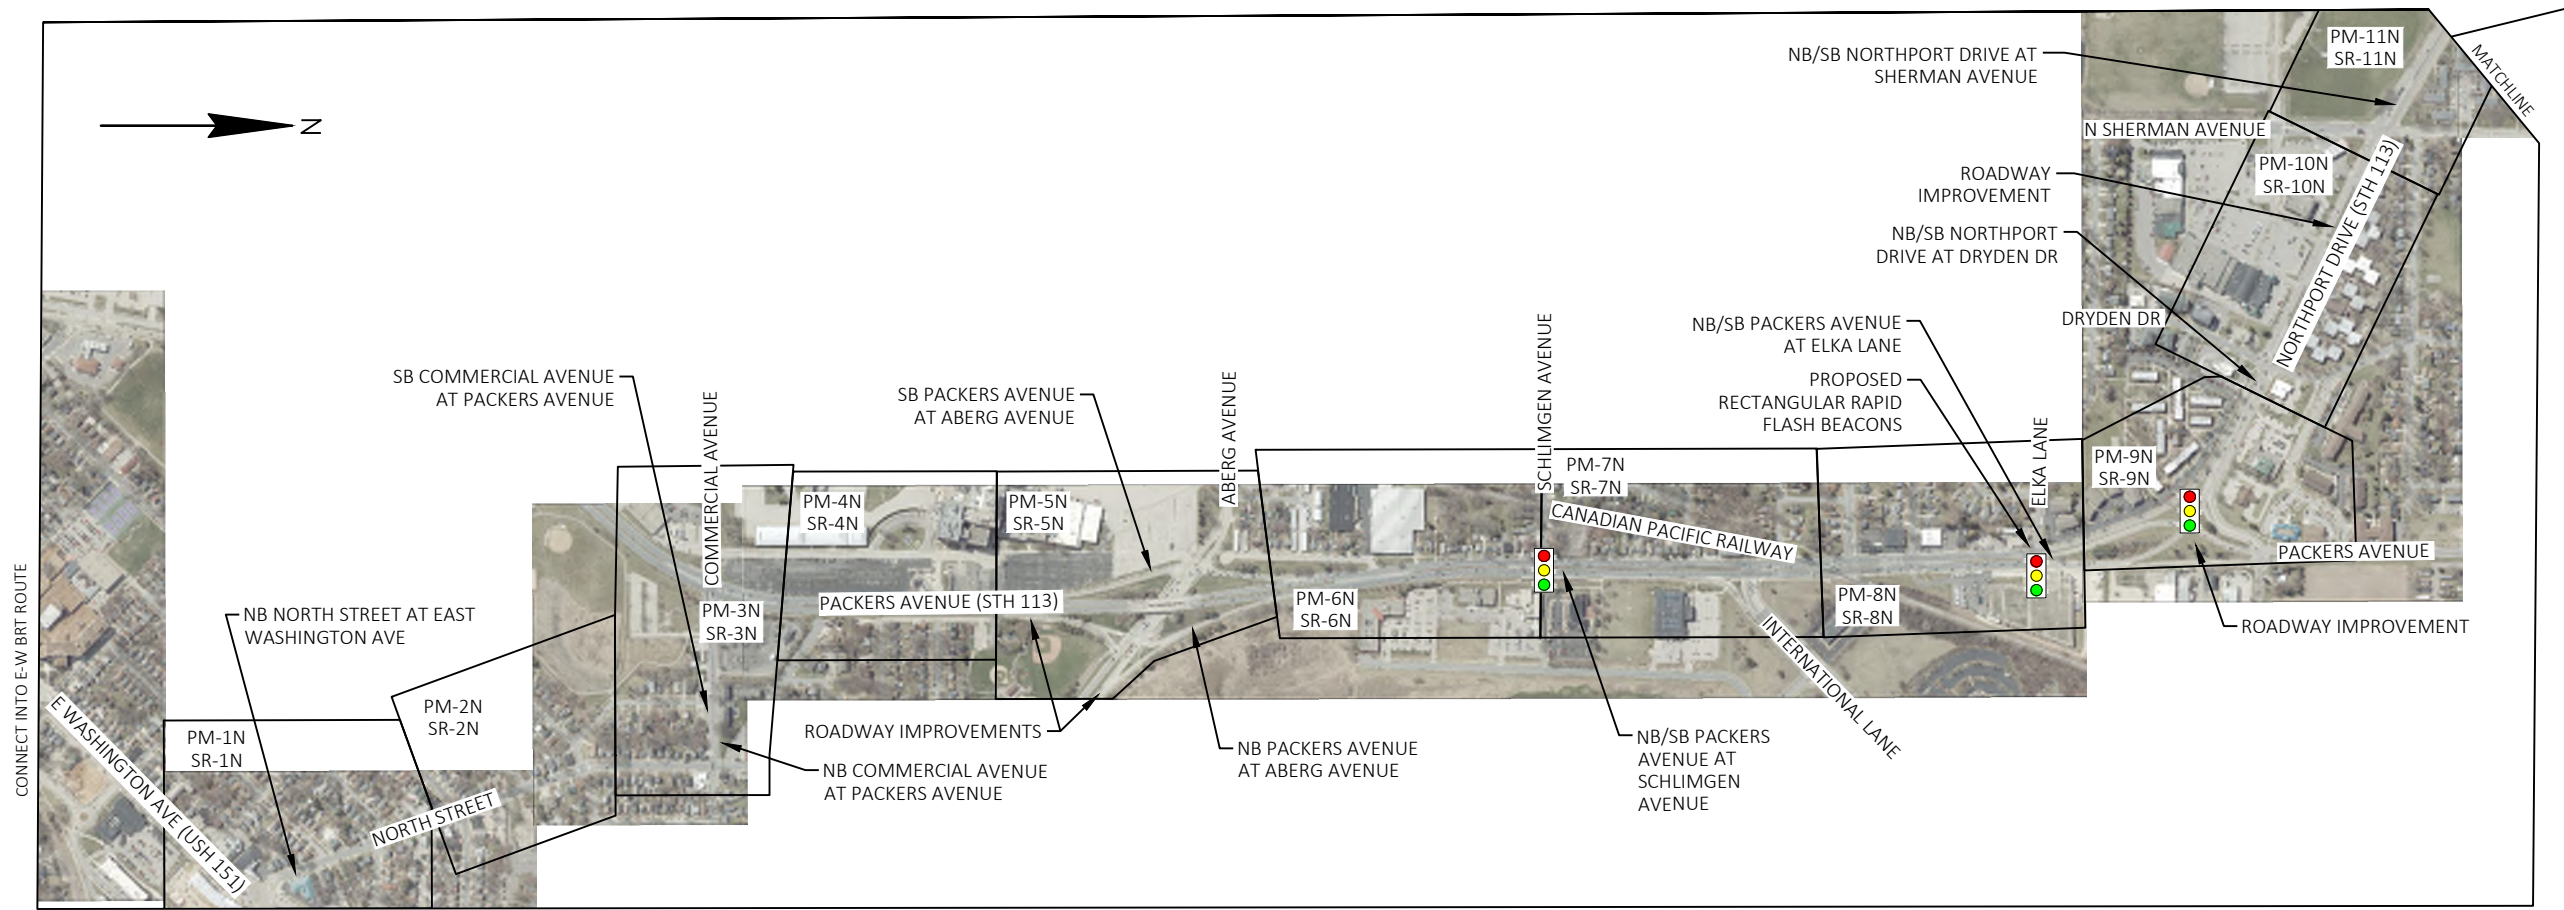 PM-11N
SR-11N
MATCHLINE
NB/SB NORTHPORT DRIVE AT
SHERMAN AVENUE
N
N SHERMAN AVENUE
PM-10N
SR-10N
ROADWAY
IMPROVEMENT
NORTHPORT DRIVE (STH 113)
NB/SB NORTHPORT
DRIVE AT DRYDEN DR
DRYDEN DR
NB/SB PACKERS AVENUE
AT ELKA LANE
PROPOSED
RECTANGULAR RAPID
FLASH BEACONS
SB COMMERCIAL AVENUE
AT PACKERS AVENUE
COMMERCIAL AVENUE
SB PACKERS AVENUE
AT ABERG AVENUE
ABERG AVENUE
SCHLIMGEN AVENUE
ELKA LANE
PM-9N
SR-9N
PM-4N
SR-4N
PM-5N
SR-5N
PM-7N
SR-7N
CANADIAN PACIFIC RAILWAY
PACKERS AVENUE
CONNECT INTO E-W BRT ROUTE
NB NORTH STREET AT EAST
WASHINGTON AVE
PM-3N
SR-3N
PACKERS AVENUE (STH 113)
PM-6N
SR-6N
PM-8N
SR-8N
ROADWAY IMPROVEMENT
INTERNATIONAL LANE
E WASHINGTON AVE (USH 151)
PM-1N
SR-1N
PM-2N
SR-2N
NORTH STREET
ROADWAY IMPROVEMENTS
NB COMMERCIAL AVENUE
AT PACKERS AVENUE
NB PACKERS AVENUE
AT ABERG AVENUE
NB/SB PACKERS
AVENUE AT
SCHLIMGEN
AVENUE